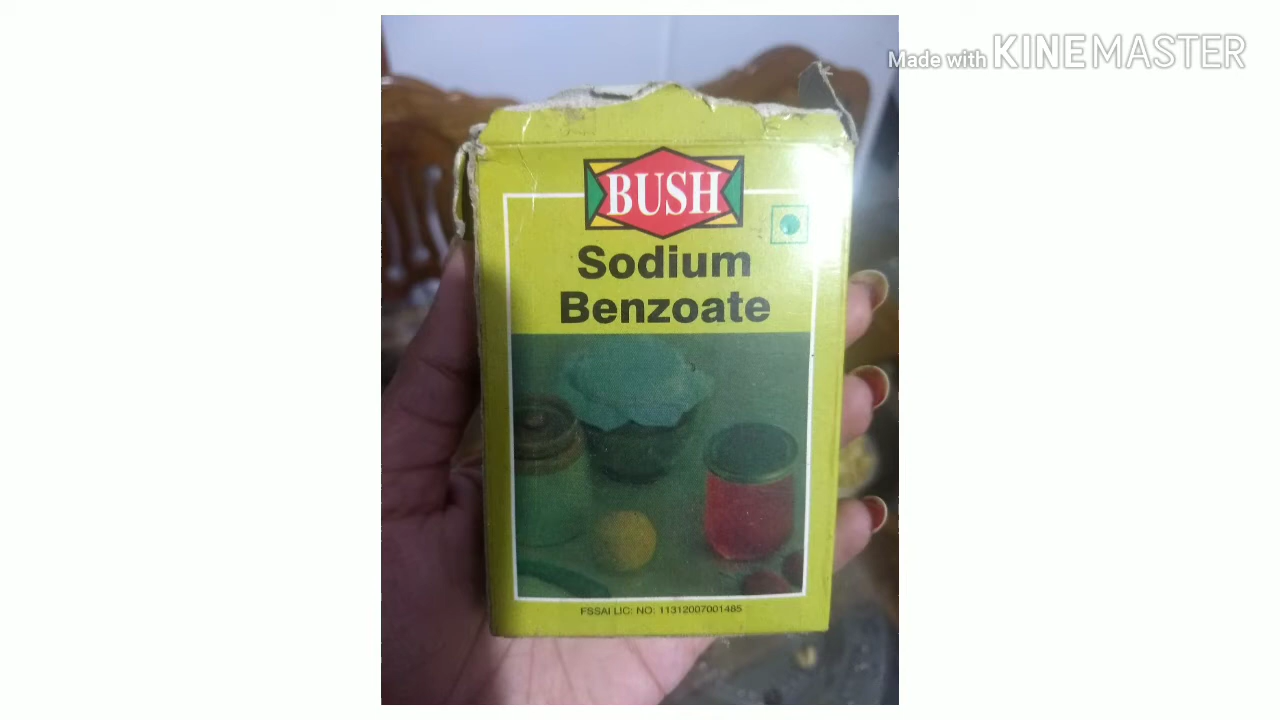 Made with KINEMASTER
BUSH
Sodium
Benzoate
FSSAI LIC: NO: 11312007001485